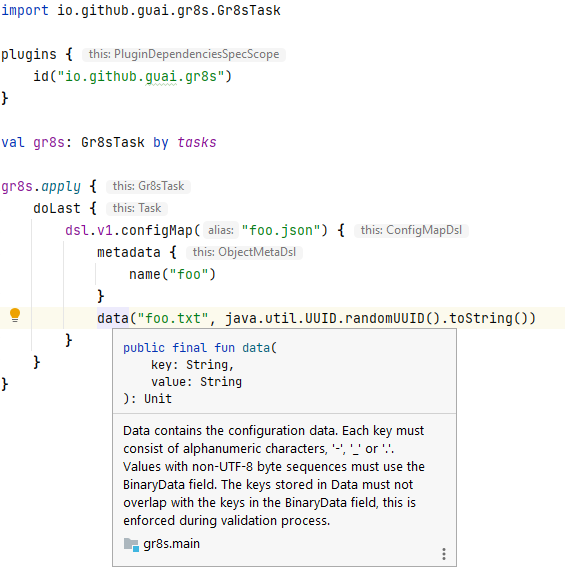 import io.github.guai.gr8s.Gr8sTask
plugins { this: PluginDependenciesSpecScope
id("io.github.guai.gr8s")
}
val gr8s: Gr8sTask by tasks
gr8s.apply { this: Gr8sTask
doLast { this: Task
dsl.v1.configMap( alias: "foo.json") { this: ConfigMapDsl
metadata { this: ObjectMetaDsl
name("foo")
}
data("foo.txt", java.util.UUID.randomUUID().toString())
}
}
}
public final fun data(
key: String,
value: String
): Unit
Data contains the configuration data. Each key must
consist of alphanumeric characters, '-', '_' or '.'.
Values with non-UTF-8 byte sequences must use the
BinaryData field. The keys stored in Data must not
overlap with the keys in the BinaryData field, this is
enforced during validation process.
gr8s.main